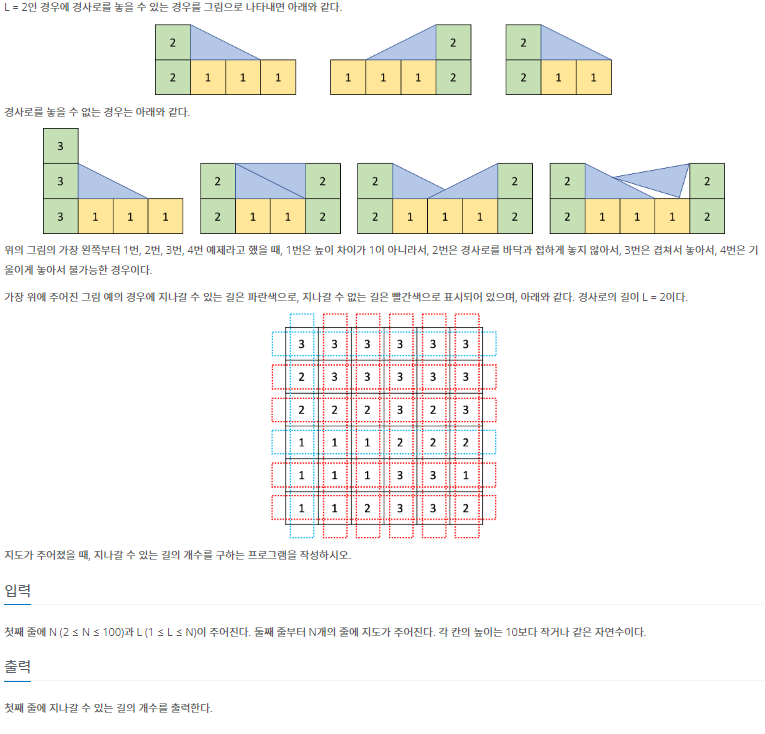 L = 2인 경우에 경사로를 놓을 수 있는 경우를 그림으로 나타내면 아래와 같다.
2 2 2
2 1 1 1 1 1 1 2 2 1 1
경사로를 놓을 수 없는 경우는 아래와 같다.
3
3 2 2 2 2 2 2
3 1 1 1 2 1 1 2 2 1 1 1 2 2 1 1 1 2
위의 그림의 가장 왼쪽부터 1번, 2번, 3번, 4번 예제라고 했을 때, 1번은 높이 차이가 1이 아니라서, 2번은 경사로를 바닥과 접하게 놓지 않아서, 3번은 겹쳐서 놓아서, 4번은 기
울이게 놓아서 불가능한 경우이다.
가장 위에 주어진 그림 예의 경우에 지나갈 수 있는 길은 파란색으로, 지나갈 수 없는 길은 빨간색으로 표시되어 있으며, 아래와 같다. 경사로의 길이 L = 2이다.
3 3 3 3 3 3
2 3 3 3 3 3
2 2 2 3 2 3
1 1 1 2 2 2
1 1 1 3 3 1
1 1 2 3 3 2
지도가 주어졌을 때, 지나갈 수 있는 길의 개수를 구하는 프로그램을 작성하시오.
입력
첫째 줄에 N (2 ≤ N ≤ 100)과 L (1 ≤ L ≤ N)이 주어진다. 둘째 줄부터 N개의 줄에 지도가 주어진다. 각 칸의 높이는 10보다 작거나 같은 자연수이다.
출력
첫째 줄에 지나갈 수 있는 길의 개수를 출력한다.